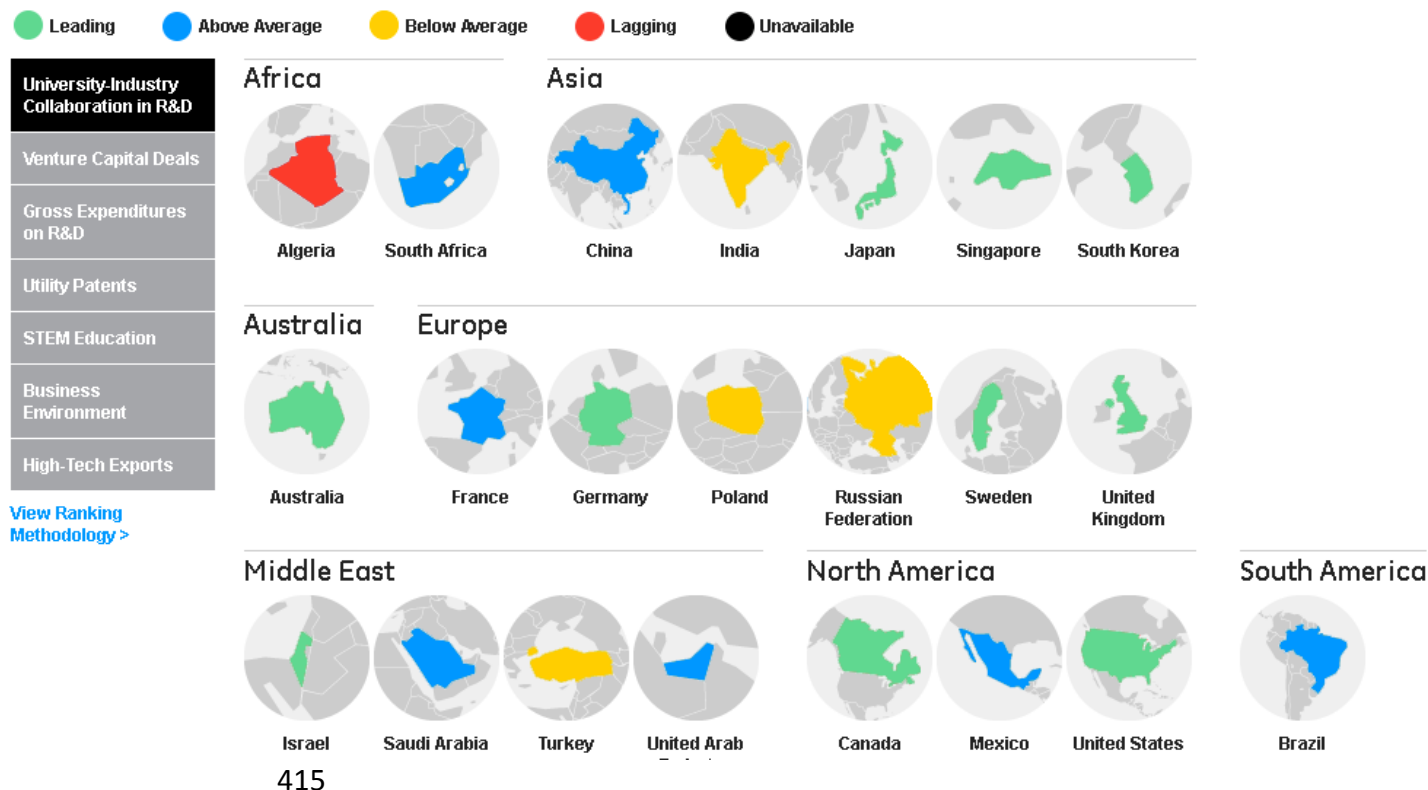 Leading
Above Average
Below Average
Lagging
Unavailable
University-Industry
Collaboration in R&D
Venture Capital Deals
Gross Expenditures
on R&D
Utility Patents
STEM Education
Business
Environment
High-Tech Exports
View Ranking
Methodology >
Africa
Algeria
South Africa
Asia
China
India
Japan
Singapore
South Korea
Australia
Australia
Europe
France
Germany
Poland
Russian
Federation
Sweden
United
Kingdom
Middle East
Israel
Saudi Arabia
Turkey
United Arab
North America
Canada
Mexico
United States
South America
Brazil
415